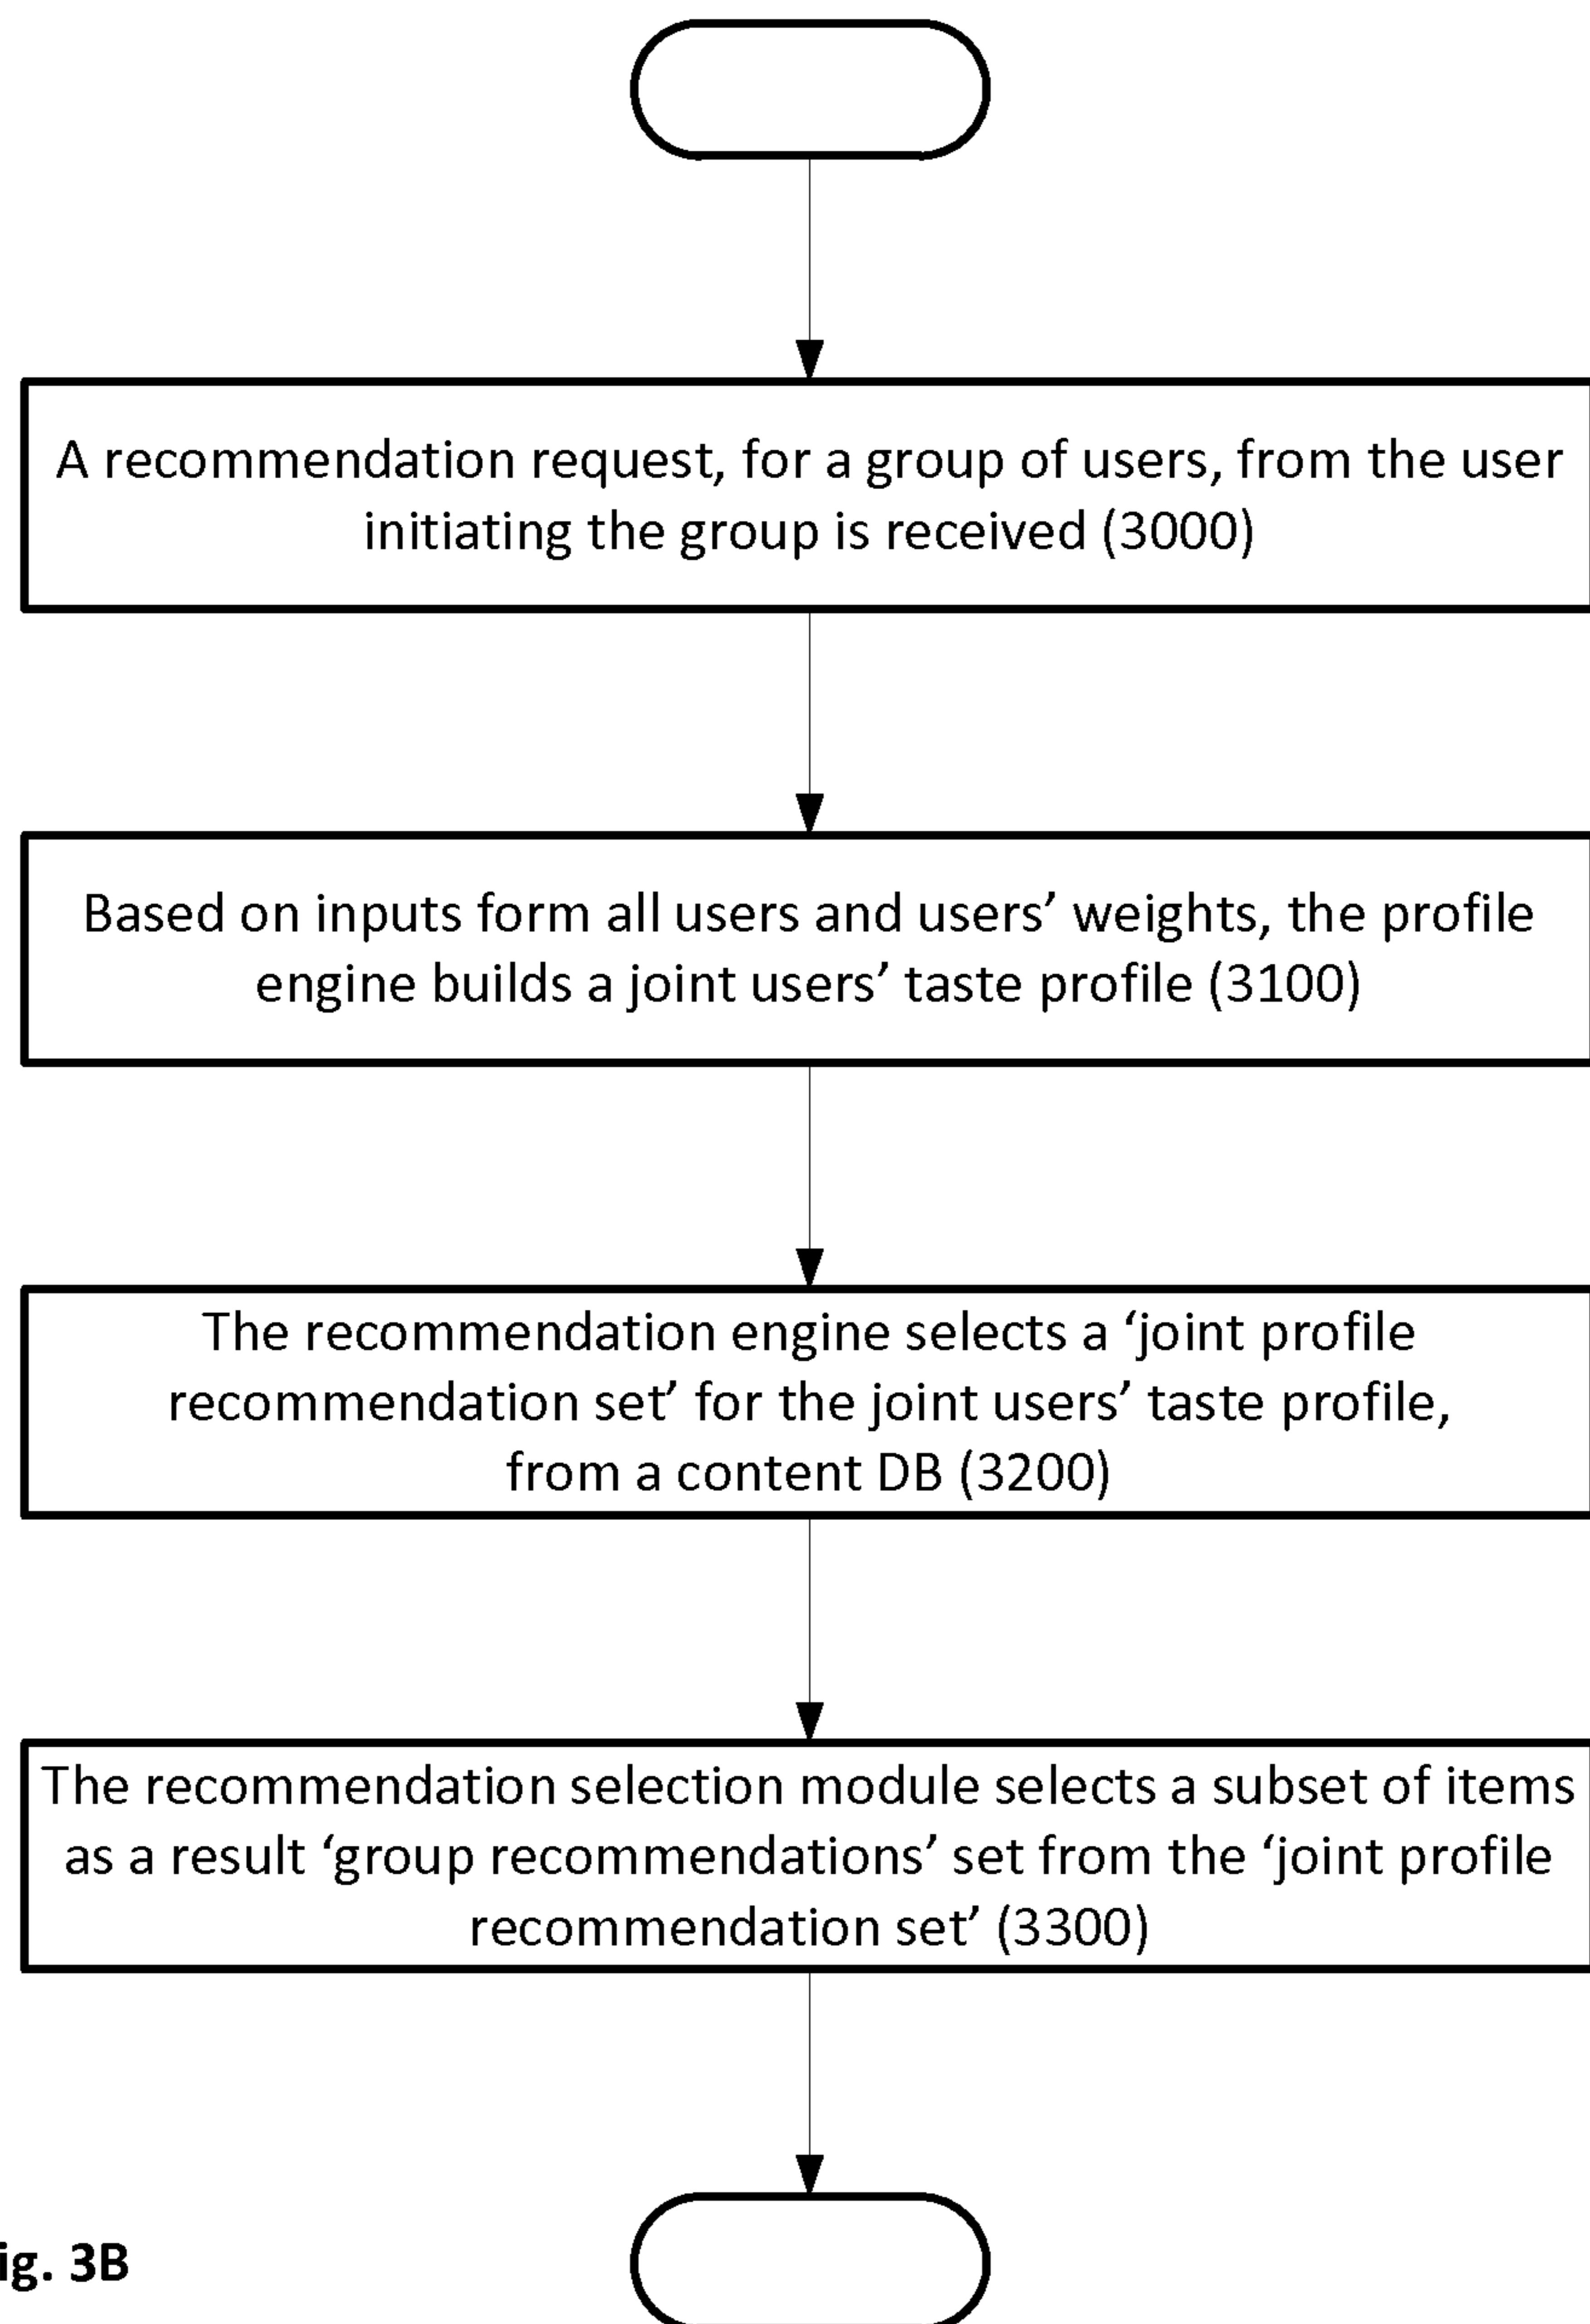 A recommendation request, for a group of users, from the user
initiating the group is received (3000)
Based on inputs form all users and users’ weights, the profile
engine builds a joint users’ taste profile (3100)
The recommendation engine selects a ‘joint profile
recommendation set’ for the joint users’ taste profile,
from a content DB (3200)
The recommendation selection module selects a subset of items
as a result ‘group recommendations’ set from the ‘joint profile
recommendation set’ (3300)
ig. 3B